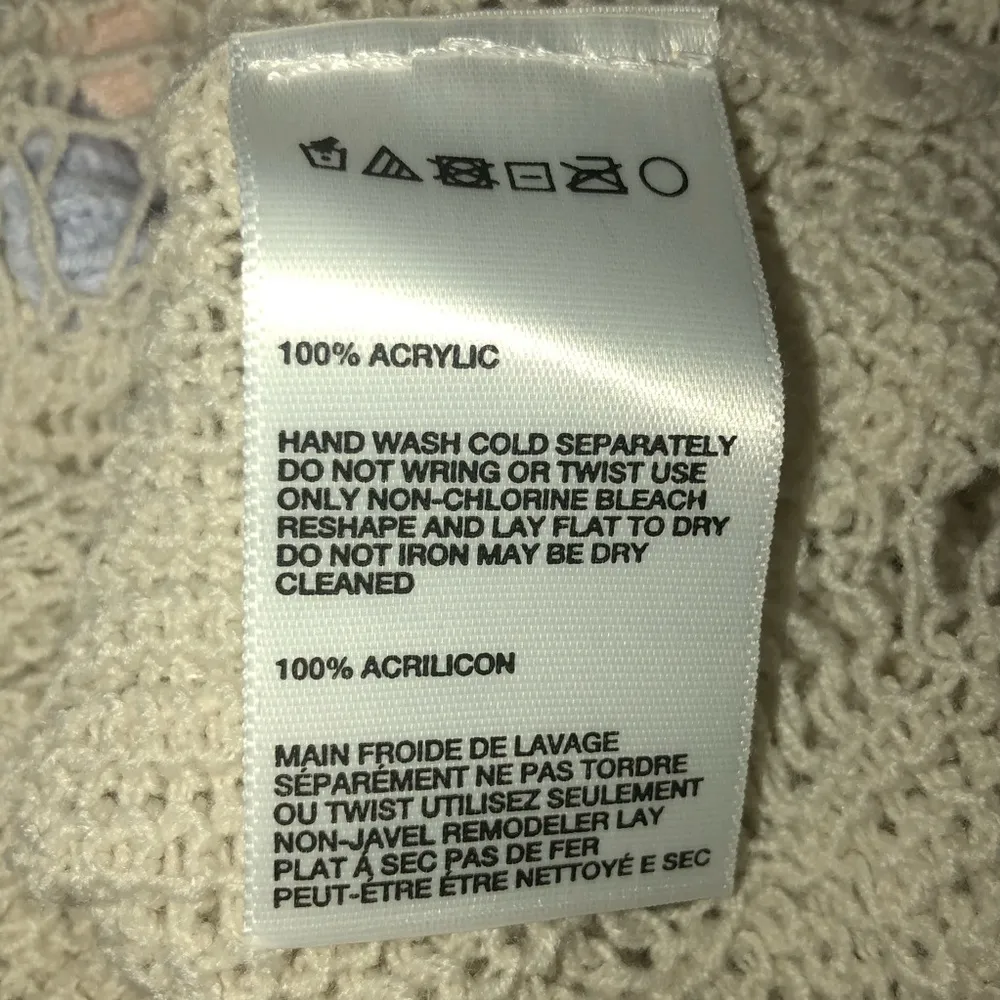 100% ACRYLIC
HAND WASH COLD SEPARATELY
DO NOT WRING OR TWIST USE
ONLY NON-CHLORINE BLEACH
RESHAPE AND LAY FLAT TO DRY
DO NOT IRON MAY BE DRY
CLEANED
100% ACRILICON
MAIN FROIDE DE LAVAGE
SÉPARÉMENT NE PAS TORDRE
OU TWIST UTILISEZ SEULEMENT
NON-JAVEL REMODELER LAY
PLAT Á SEC PAS DE FER
PEUT-ÊTRE ÊTRE NETTOYÉ E SEC